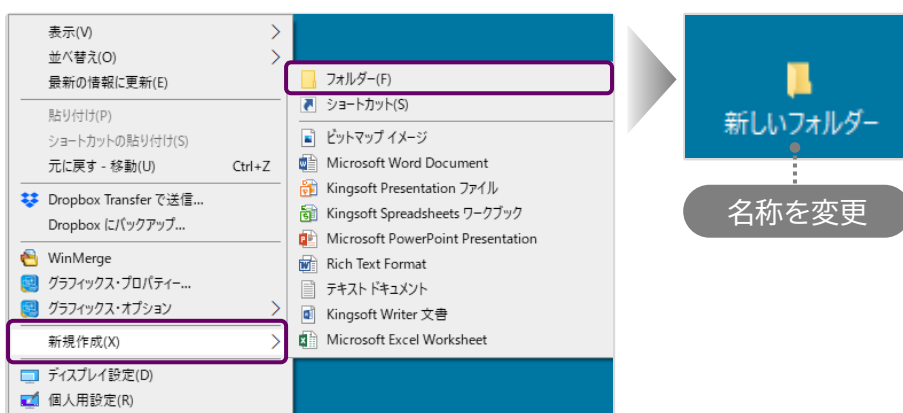 表示(V)
並べ替え(O)
最新の情報に更新(E)
貼り付け(P)
ショートカットの貼り付け(S)
元に戻す - 移動(U) Ctrl+Z
Dropbox Transfer で送信...
Dropbox にバックアップ...
WinMerge
グラフィックス・プロパティー...
グラフィックス・オプション
新規作成(X)
ディスプレイ設定(D)
個人用設定(R)
フォルダー(F)
ショートカット(S)
ビットマップ イメージ
Microsoft Word Document
Kingsoft Presentation ファイル
Kingsoft Spreadsheets ワークブック
Microsoft PowerPoint Presentation
Rich Text Format
テキスト ドキュメント
Kingsoft Writer 文書
Microsoft Excel Worksheet
新しいフォルダー
名称を変更